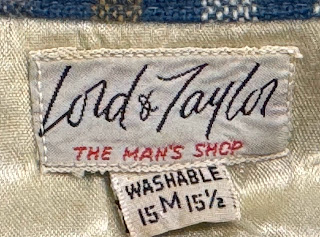 Lord & Taylor
THE MAN'S SHOP
WASHABLE
15 M 15½